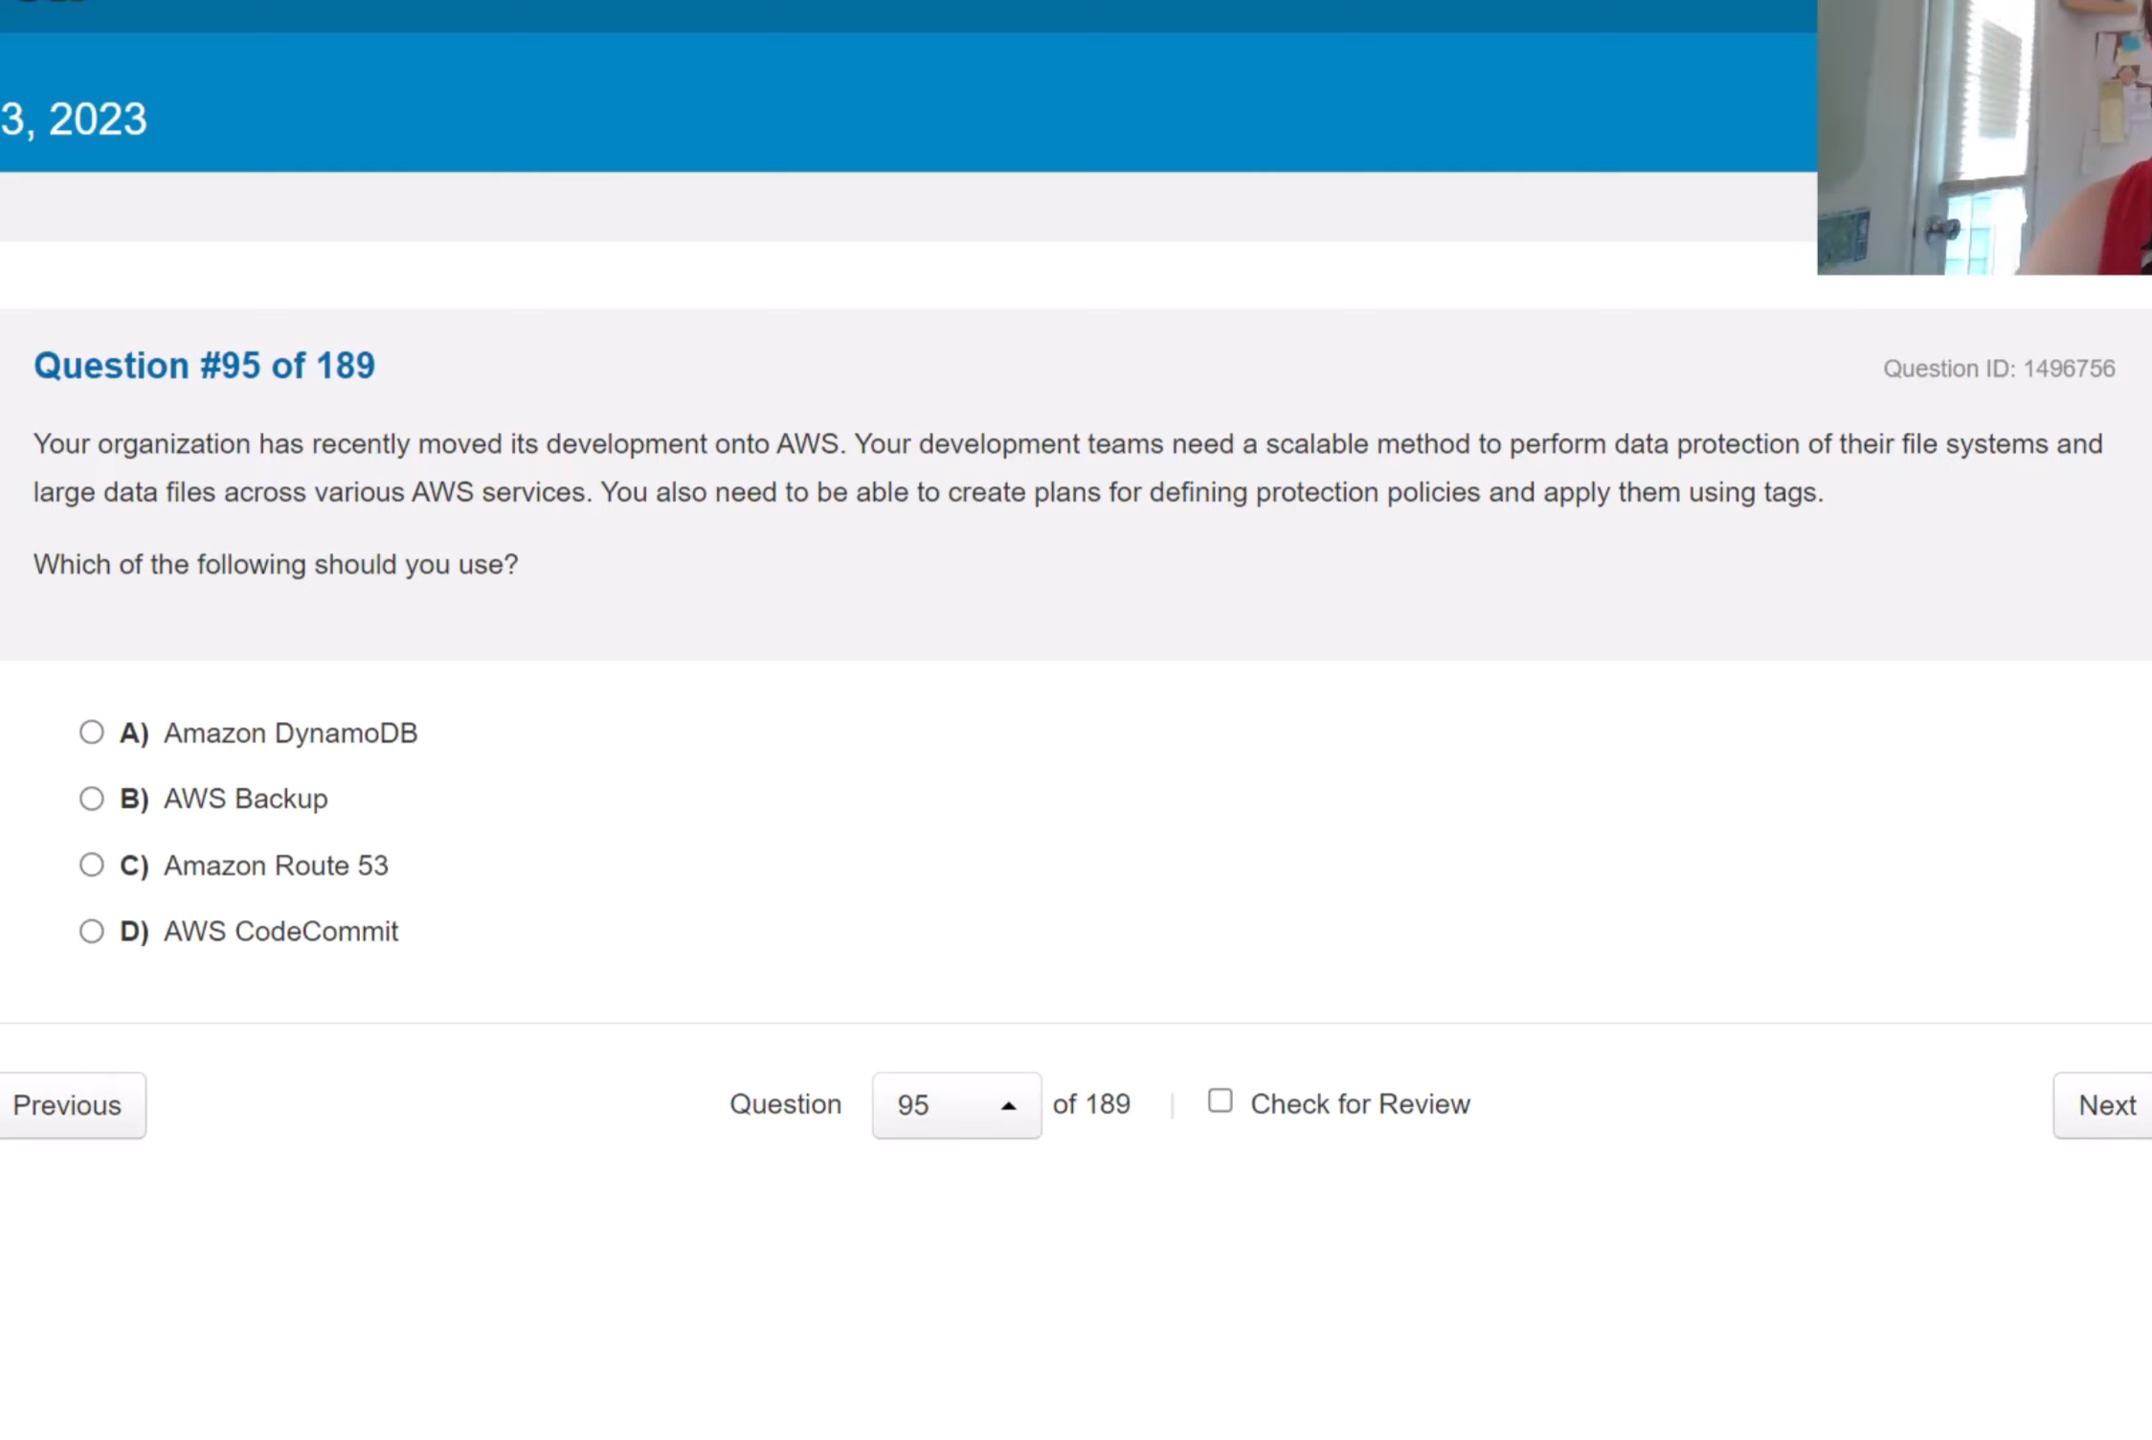 3, 2023
Question #95 of 189
Question ID: 1496756
Your organization has recently moved its development onto AWS. Your development teams need a scalable method to perform data protection of their file systems and
large data files across various AWS services. You also need to be able to create plans for defining protection policies and apply them using tags.
Which of the following should you use?
A) Amazon DynamoDB
B) AWS Backup
C) Amazon Route 53
D) AWS CodeCommit
Previous
Question 95 of 189 | Check for Review
Next